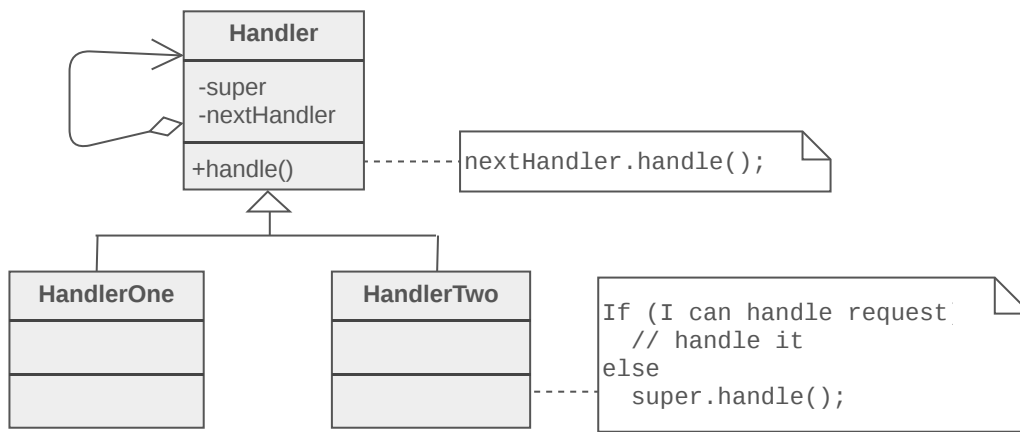 Handler
-super
-nextHandler
+handle()
nextHandler.handle();
HandlerOne
HandlerTwo
If (I can handle request)
  // handle it
else
  super.handle();